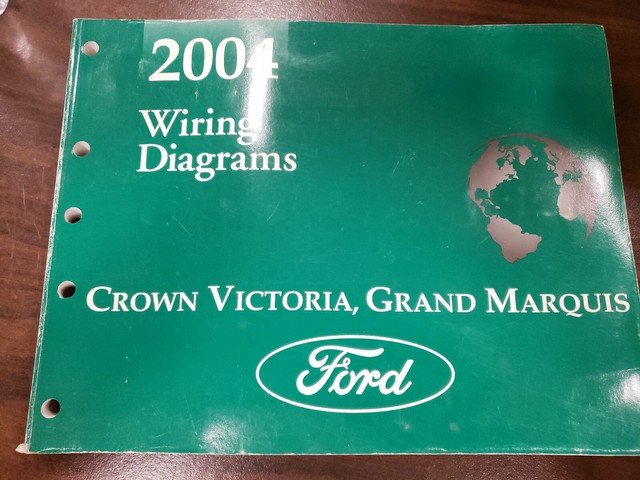 2004
Wiring
Diagrams
CROWN VICTORIA, GRAND MARQUIS
Ford